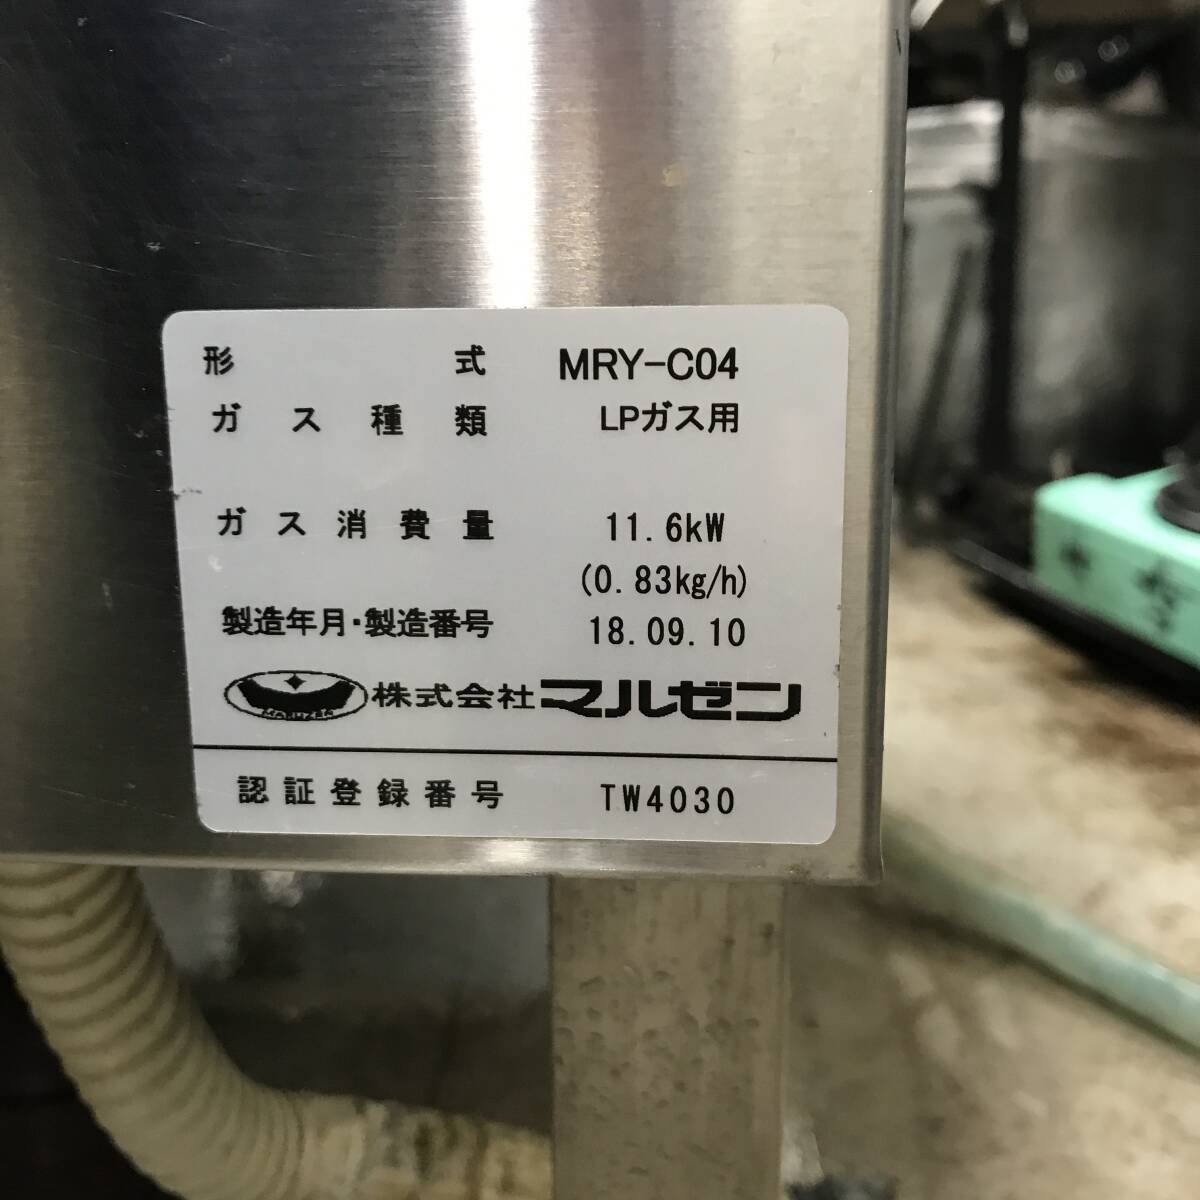 形式 MRY-C04
ガス種類 LPガス用
ガス消費量 11.6kW
(0.83kg/h)
製造年月・製造番号 18.09.10
MARUZEN 株式会社マルゼン
認証登録番号 TW4030